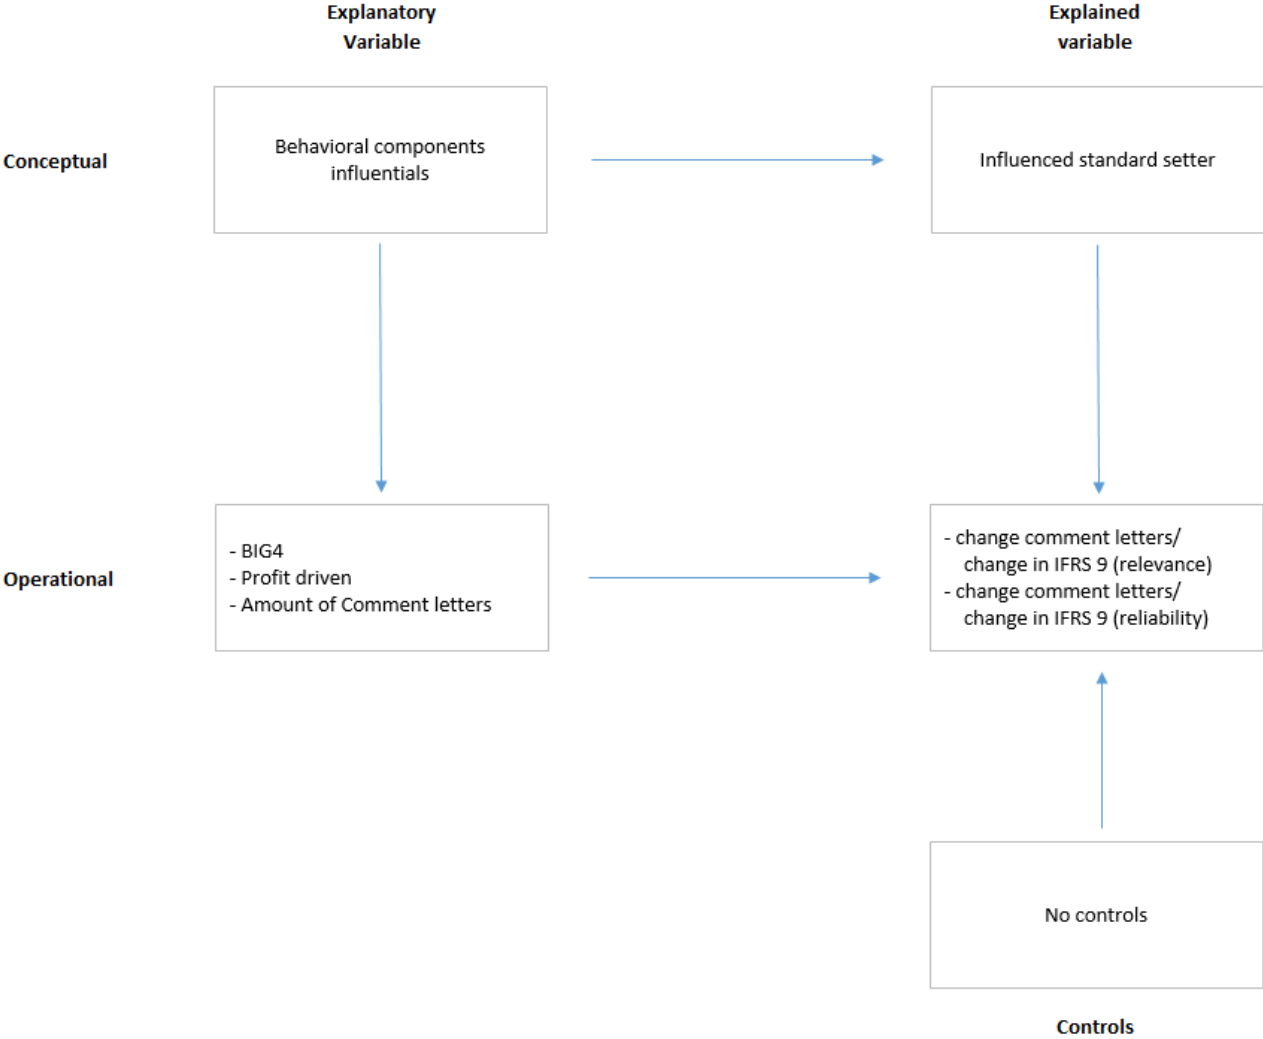 Explanatory
Variable
Explained
variable
Conceptual
Behavioral components
influentials
Influenced standard setter
Operational
- BIG4
- Profit driven
- Amount of Comment letters
- change comment letters/
change in IFRS 9 (relevance)
- change comment letters/
change in IFRS 9 (reliability)
No controls
Controls